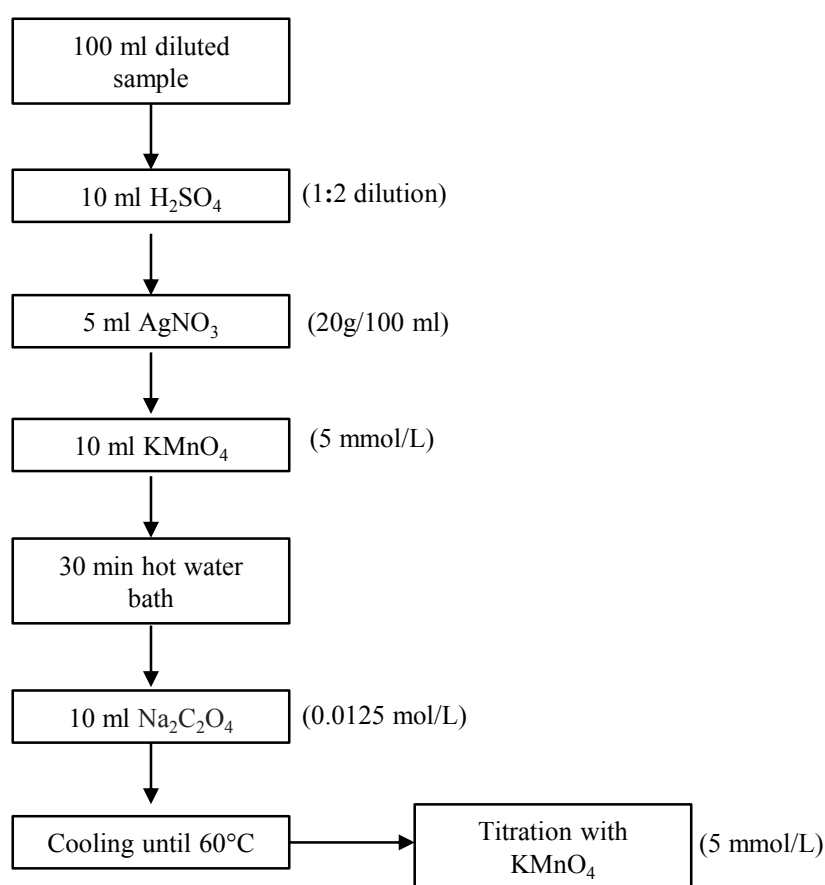 100 ml diluted
sample
10 ml H₂SO₄ (1:2 dilution)
5 ml AgNO₃ (20g/100 ml)
10 ml KMnO₄ (5 mmol/L)
30 min hot water
bath
10 ml Na₂C₂O₄ (0.0125 mol/L)
Cooling until 60°C
Titration with
KMnO₄
(5 mmol/L)